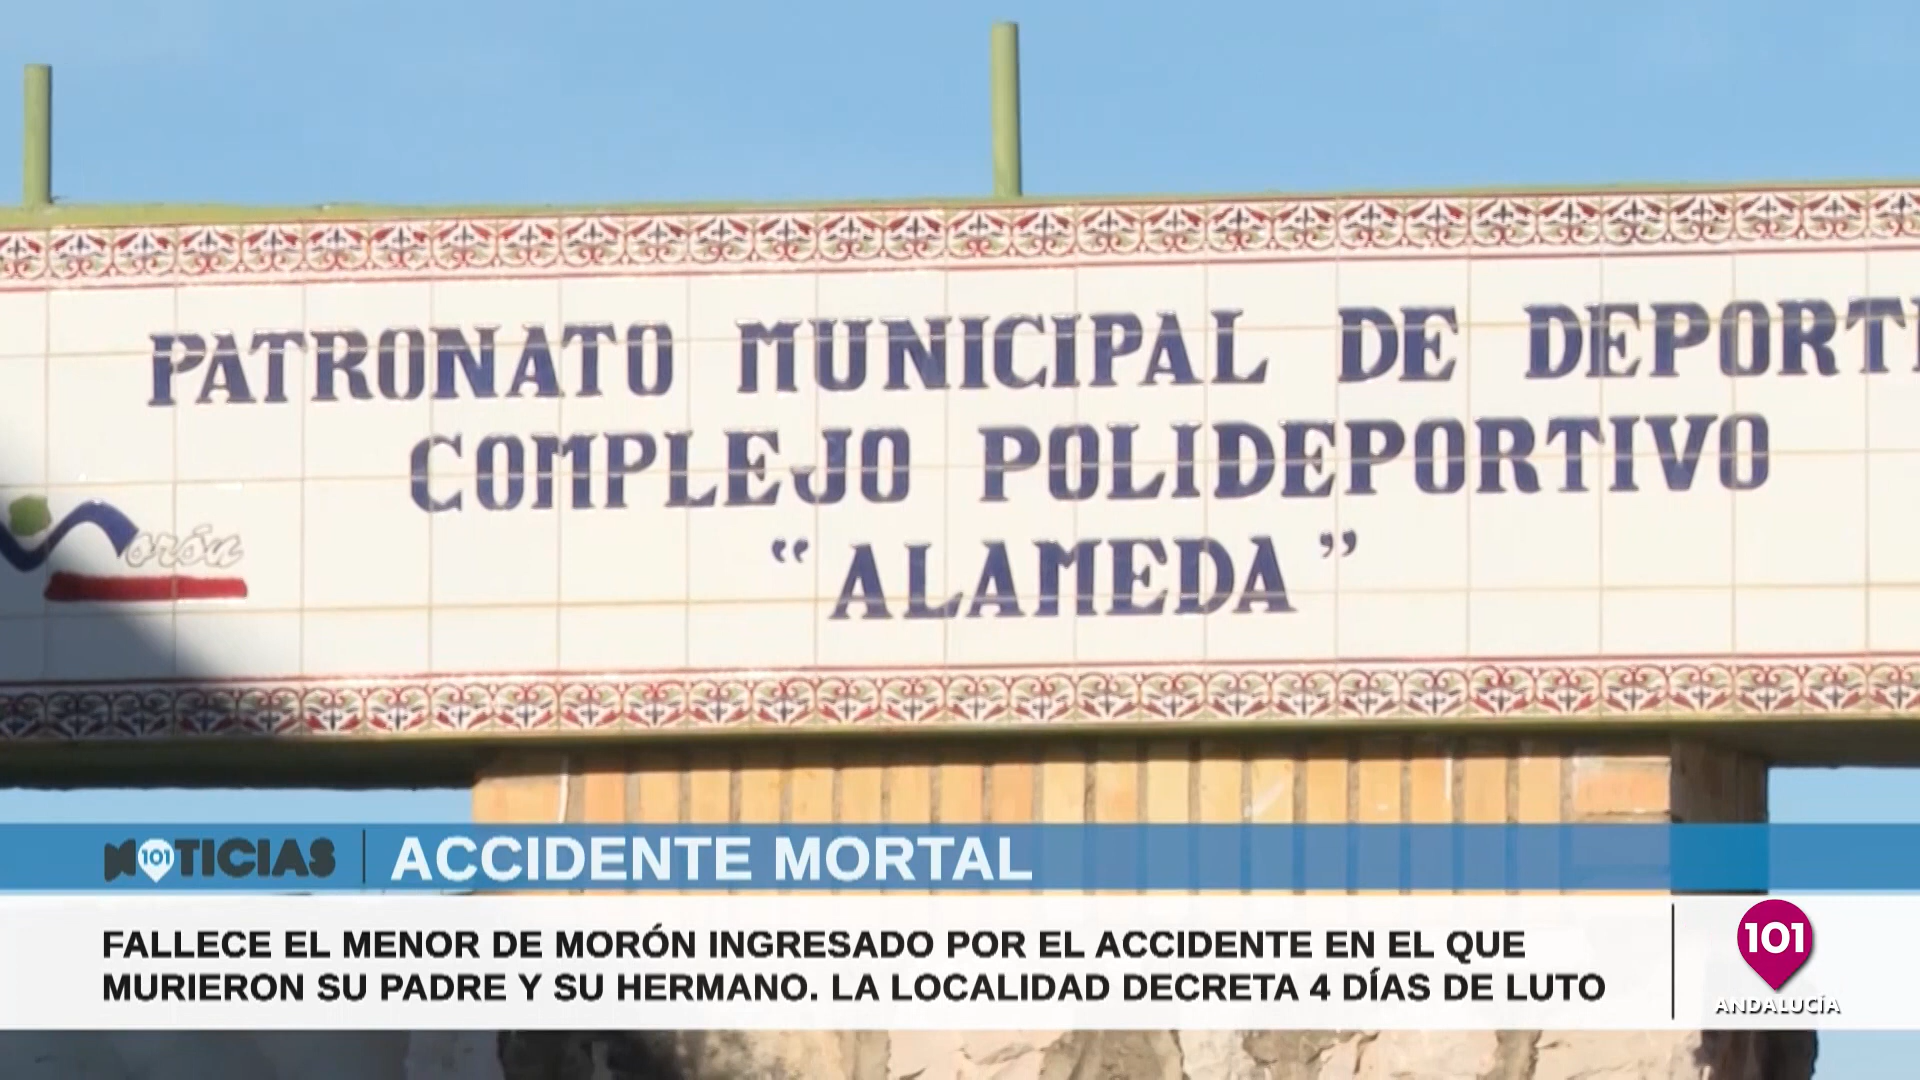 PATRONATO MUNICIPAL DE DEPORT
COMPLEJO POLIDEPORTIVO
“ALAMEDA”
Morón
NOTICIAS 101
ACCIDENTE MORTAL
FALLECE EL MENOR DE MORÓN INGRESADO POR EL ACCIDENTE EN EL QUE
MURIERON SU PADRE Y SU HERMANO. LA LOCALIDAD DECRETA 4 DÍAS DE LUTO
101
ANDALUCÍA